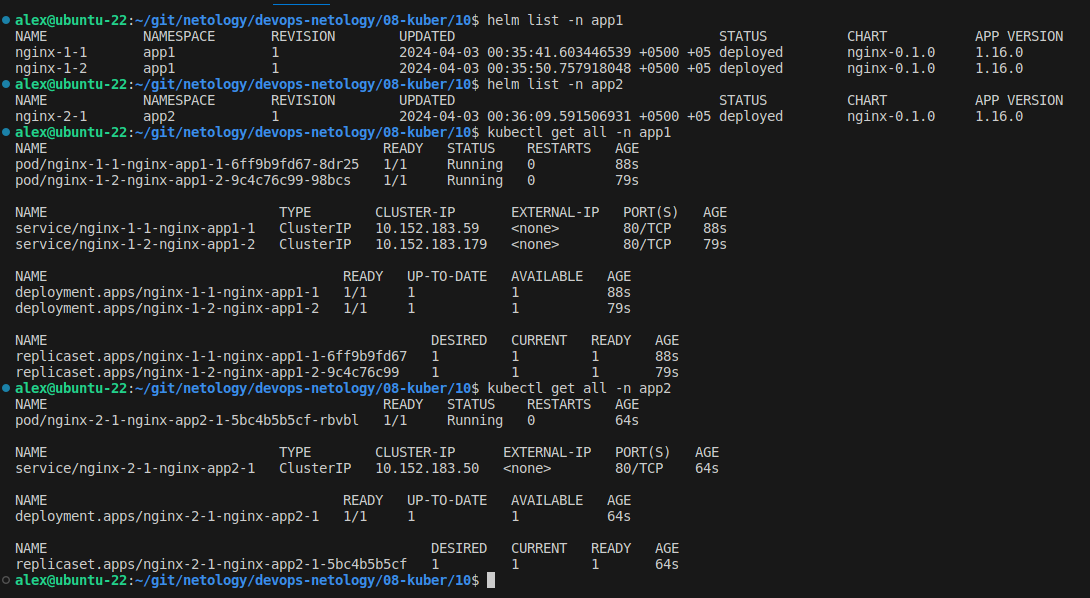 alex@ubuntu-22:~/git/netology/devops-netology/08-kuber/10$ helm list -n app1
NAME            NAMESPACE       REVISION        UPDATED                                 STATUS          CHART           APP VERSION
nginx-1-1       app1            1               2024-04-03 00:35:41.603446539 +0500 +05 deployed        nginx-0.1.0     1.16.0
nginx-1-2       app1            1               2024-04-03 00:35:50.757918048 +0500 +05 deployed        nginx-0.1.0     1.16.0
alex@ubuntu-22:~/git/netology/devops-netology/08-kuber/10$ helm list -n app2
NAME            NAMESPACE       REVISION        UPDATED                                 STATUS          CHART           APP VERSION
nginx-2-1       app2            1               2024-04-03 00:36:09.591506931 +0500 +05 deployed        nginx-0.1.0     1.16.0
alex@ubuntu-22:~/git/netology/devops-netology/08-kuber/10$ kubectl get all -n app1
NAME                                          READY   STATUS    RESTARTS   AGE
pod/nginx-1-1-nginx-app1-1-6ff9b9fd67-8dr25   1/1     Running   0          88s
pod/nginx-1-2-nginx-app1-2-9c4c76c99-98bcs    1/1     Running   0          79s

NAME                             TYPE        CLUSTER-IP       EXTERNAL-IP   PORT(S)   AGE
service/nginx-1-1-nginx-app1-1   ClusterIP   10.152.183.59    <none>        80/TCP    88s
service/nginx-1-2-nginx-app1-2   ClusterIP   10.152.183.179   <none>        80/TCP    79s

NAME                                     READY   UP-TO-DATE   AVAILABLE   AGE
deployment.apps/nginx-1-1-nginx-app1-1   1/1     1            1           88s
deployment.apps/nginx-1-2-nginx-app1-2   1/1     1            1           79s

NAME                                                DESIRED   CURRENT   READY   AGE
replicaset.apps/nginx-1-1-nginx-app1-1-6ff9b9fd67   1         1         1       88s
replicaset.apps/nginx-1-2-nginx-app1-2-9c4c76c99    1         1         1       79s
alex@ubuntu-22:~/git/netology/devops-netology/08-kuber/10$ kubectl get all -n app2
NAME                                          READY   STATUS    RESTARTS   AGE
pod/nginx-2-1-nginx-app2-1-5bc4b5b5cf-rbvbl   1/1     Running   0          64s

NAME                             TYPE        CLUSTER-IP      EXTERNAL-IP   PORT(S)   AGE
service/nginx-2-1-nginx-app2-1   ClusterIP   10.152.183.50   <none>        80/TCP    64s

NAME                                     READY   UP-TO-DATE   AVAILABLE   AGE
deployment.apps/nginx-2-1-nginx-app2-1   1/1     1            1           64s

NAME                                                DESIRED   CURRENT   READY   AGE
replicaset.apps/nginx-2-1-nginx-app2-1-5bc4b5b5cf   1         1         1       64s
alex@ubuntu-22:~/git/netology/devops-netology/08-kuber/10$